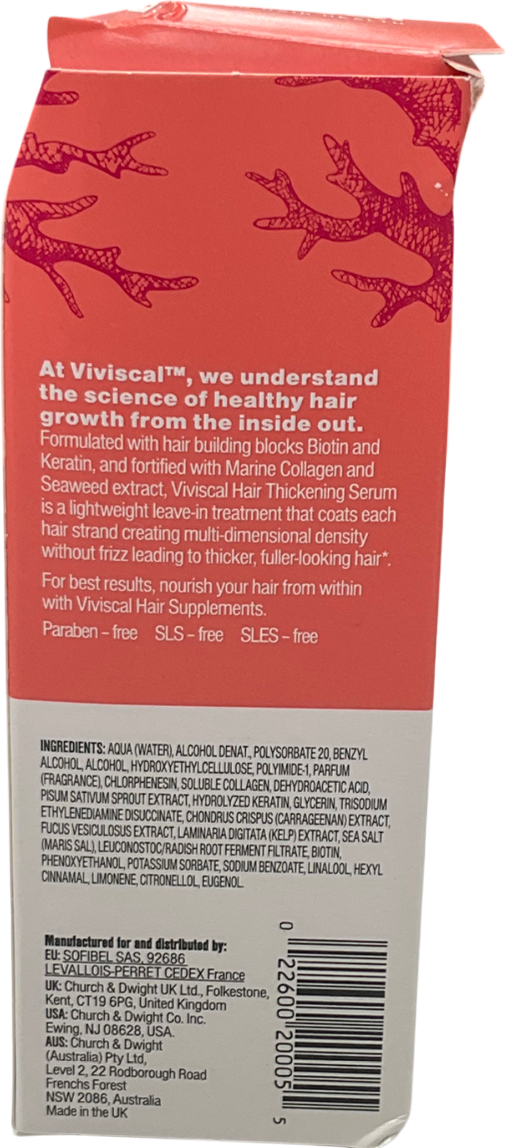 At Viviscal™, we understand
the science of healthy hair
growth from the inside out.
Formulated with hair building blocks Biotin and
Keratin, and fortified with Marine Collagen and
Seaweed extract, Viviscal Hair Thickening Serum
is a lightweight leave-in treatment that coats each
hair strand creating multi-dimensional density
without frizz leading to thicker, fuller-looking hair*.
For best results, nourish your hair from within
with Viviscal Hair Supplements.
Paraben – free SLS – free SLES – free
INGREDIENTS: AQUA (WATER), ALCOHOL DENAT., POLYSORBATE 20, BENZYL
ALCOHOL, ALCOHOL, HYDROXYETHYLCELLULOSE, POLYIMIDE-1, PARFUM
(FRAGRANCE), CHLORPHENESIN, SOLUBLE COLLAGEN, DEHYDROACETIC ACID,
PISUM SATIVUM SPROUT EXTRACT, HYDROLYZED KERATIN, GLYCERIN, TRISODIUM
ETHYLENEDIAMINE DISUCCINATE, CHONDRUS CRISPUS (CARRAGEENAN) EXTRACT,
FUCUS VESICULOSUS EXTRACT, LAMINARIA DIGITATA (KELP) EXTRACT, SEA SALT
(MARIS SAL), LEUCONOSTOC/RADISH ROOT FERMENT FILTRATE, BIOTIN,
PHENOXYETHANOL, POTASSIUM SORBATE, SODIUM BENZOATE, LINALOOL, HEXYL
CINNAMAL, LIMONENE, CITRONELLOL, EUGENOL.
Manufactured for and distributed by:
EU: SOFIBEL SAS, 92686
LEVALLOIS-PERRET CEDEX France
UK: Church & Dwight UK Ltd., Folkestone,
Kent, CT19 6PG, United Kingdom
USA: Church & Dwight Co. Inc.
Ewing, NJ 08628, USA.
AUS: Church & Dwight
(Australia) Pty Ltd,
Level 2, 22 Rodborough Road
Frenchs Forest
NSW 2086, Australia
Made in the UK
0 22600 20005 5